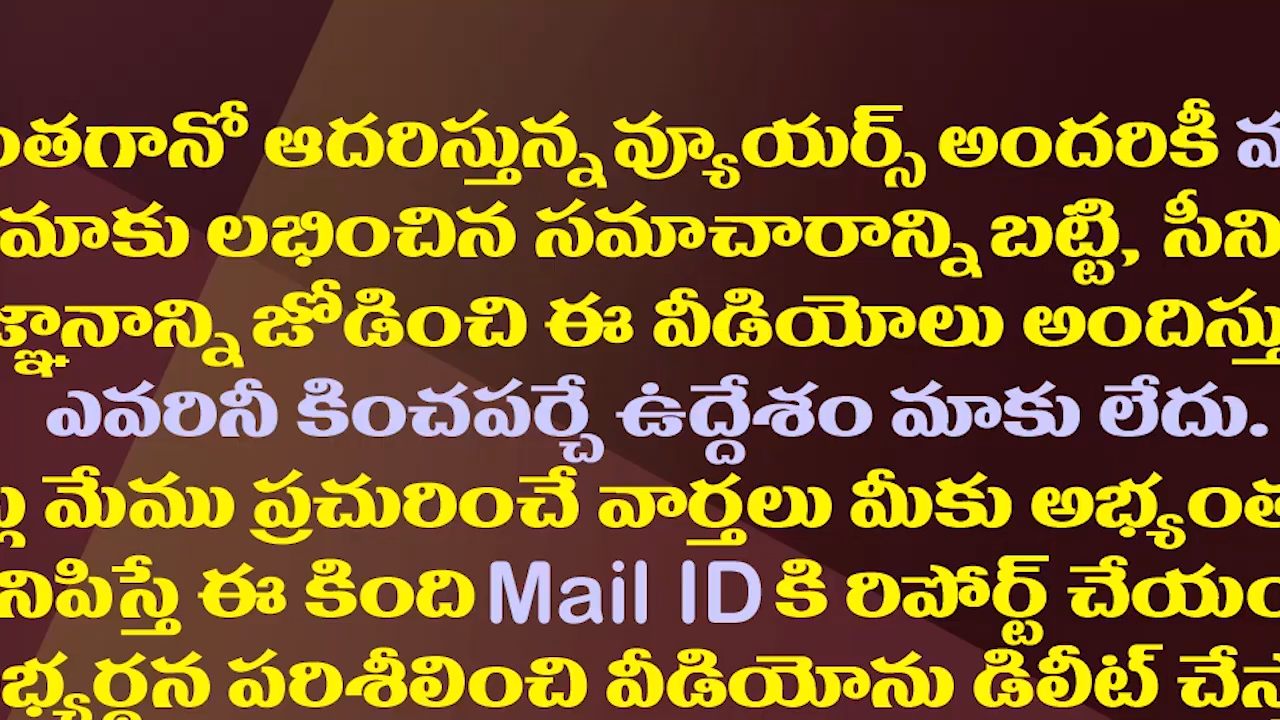 ంతగానో ఆదరిస్తున్న వ్యూయర్స్ అందరికీ
మాకు లభించిన సమాచారాన్ని బట్టి, సీని
జ్ఞానాన్ని జోడించి ఈ వీడియోలు అందిస్తు
ఎవరినీ కించపర్చే ఉద్దేశం మాకు లేదు.
మేము ప్రచురించే వార్తలు మీకు అభ్యంత
నిపిస్తే ఈ కింది Mail ID కి రిపోర్ట్ చేయం
భ్యర్థన పరిశీలించి వీడియోను డిలీట్ చేస